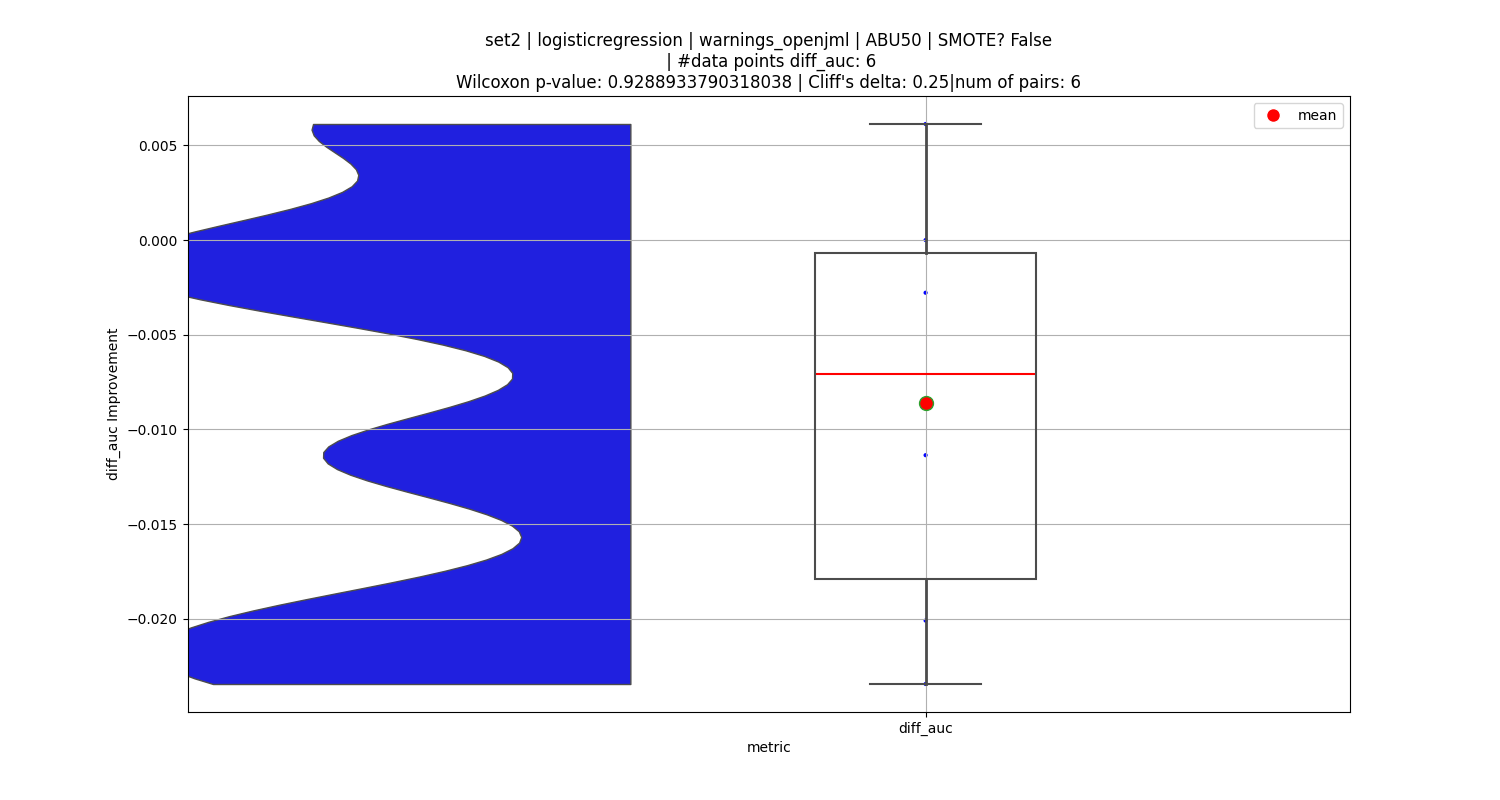 set2 | logisticregression | warnings_openjml | ABU50 | SMOTE? False
| #data points diff_auc: 6
Wilcoxon p-value: 0.9288933790318038 | Cliff's delta: 0.25|num of pairs: 6
mean
0.005
0.000
−0.005
−0.010
−0.015
−0.020
diff_auc Improvement
diff_auc
metric